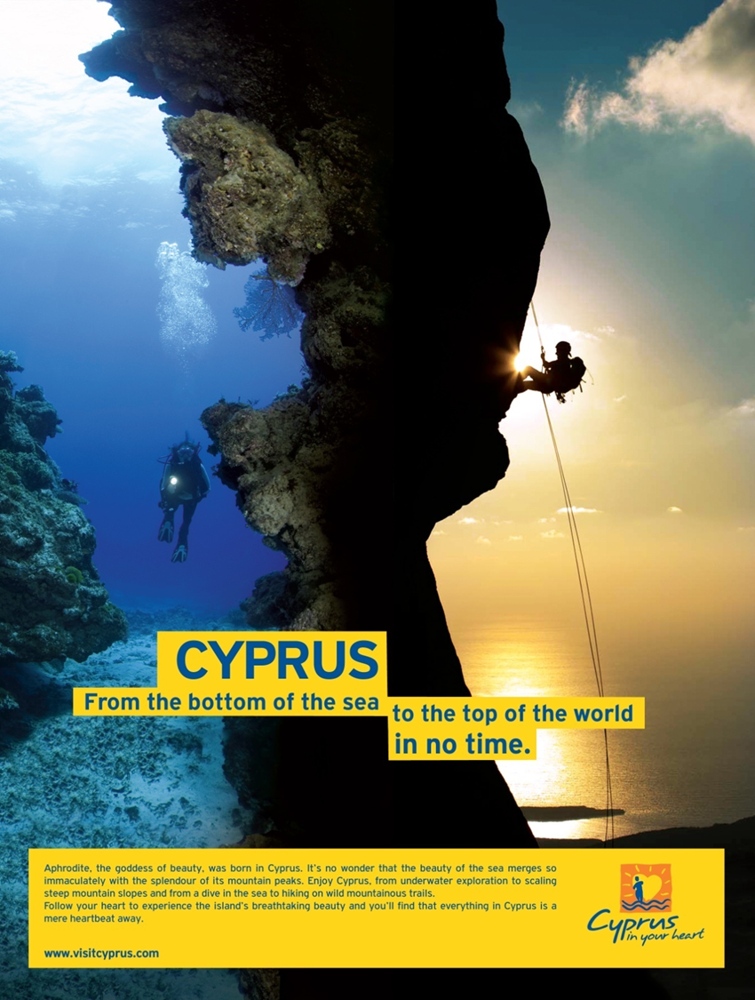 CYPRUS
From the bottom of the sea
to the top of the world
in no time.
Aphrodite, the goddess of beauty, was born in Cyprus. It's no wonder that the beauty of the sea merges so
immaculately with the splendour of its mountain peaks. Enjoy Cyprus, from underwater exploration to scaling
steep mountain slopes and from a dive in the sea to hiking on wild mountainous trails.
Follow your heart to experience the island's breathtaking beauty and you'll find that everything in Cyprus is a
mere heartbeat away.
www.visitcyprus.com
Cyprus
in your heart